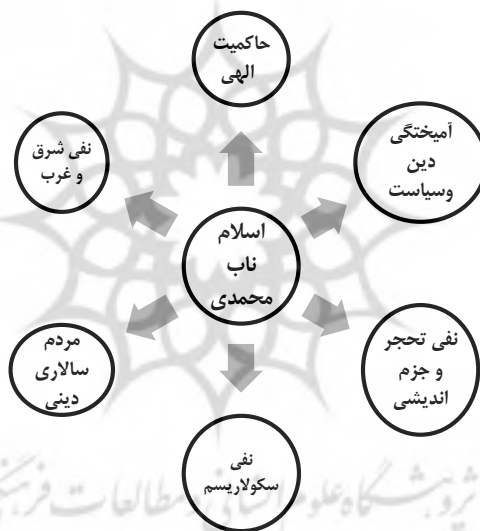 حاکمیت
الهی
آمیختگی
دین
وسیاست
نفی شرق
و غرب
اسلام
ناب
محمدی
نفی تحجر
و جزم
اندیشی
مردم
سالاری
دینی
نفی
سکولاریسم